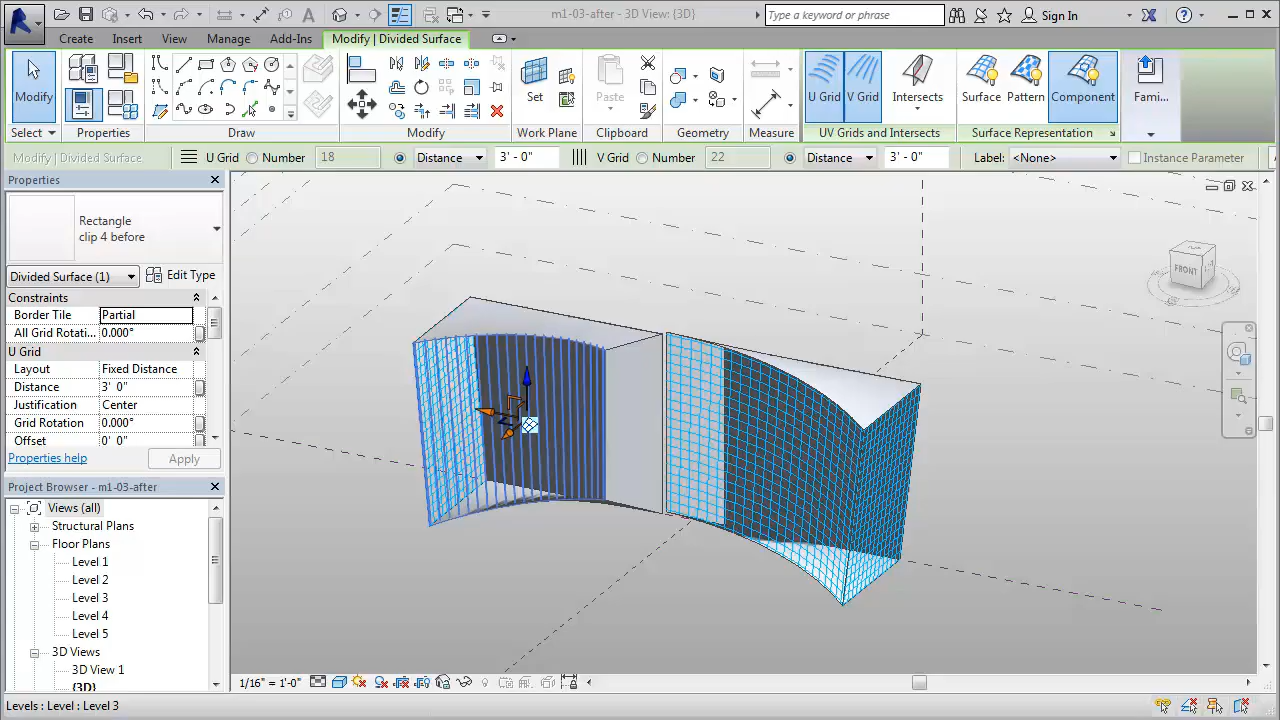 m1-03-after - 3D View: {3D}
Type a keyword or phrase
Sign In
Create Insert View Manage Add-Ins Modify | Divided Surface
Modify Set Paste U Grid V Grid Intersects Surface Pattern Component Fami...
Select Properties Draw Modify Work Plane Clipboard Geometry Measure UV Grids and Intersects Surface Representation
Modify | Divided Surface U Grid Number 18 Distance 3' - 0" V Grid Number 22 Distance 3' - 0" Label: <None> Instance Parameter
Properties
Rectangle
clip 4 before
Divided Surface (1) Edit Type
Constraints
Border Tile Partial
All Grid Rotati... 0.000°
U Grid
Layout Fixed Distance
Distance 3' 0"
Justification Center
Grid Rotation 0.000°
Offset 0' 0"
Properties help Apply
Project Browser - m1-03-after
Views (all)
Structural Plans
Floor Plans
Level 1
Level 2
Level 3
Level 4
Level 5
3D Views
3D View 1
{3D}
FRONT
1/16" = 1'-0"
Levels : Level : Level 3